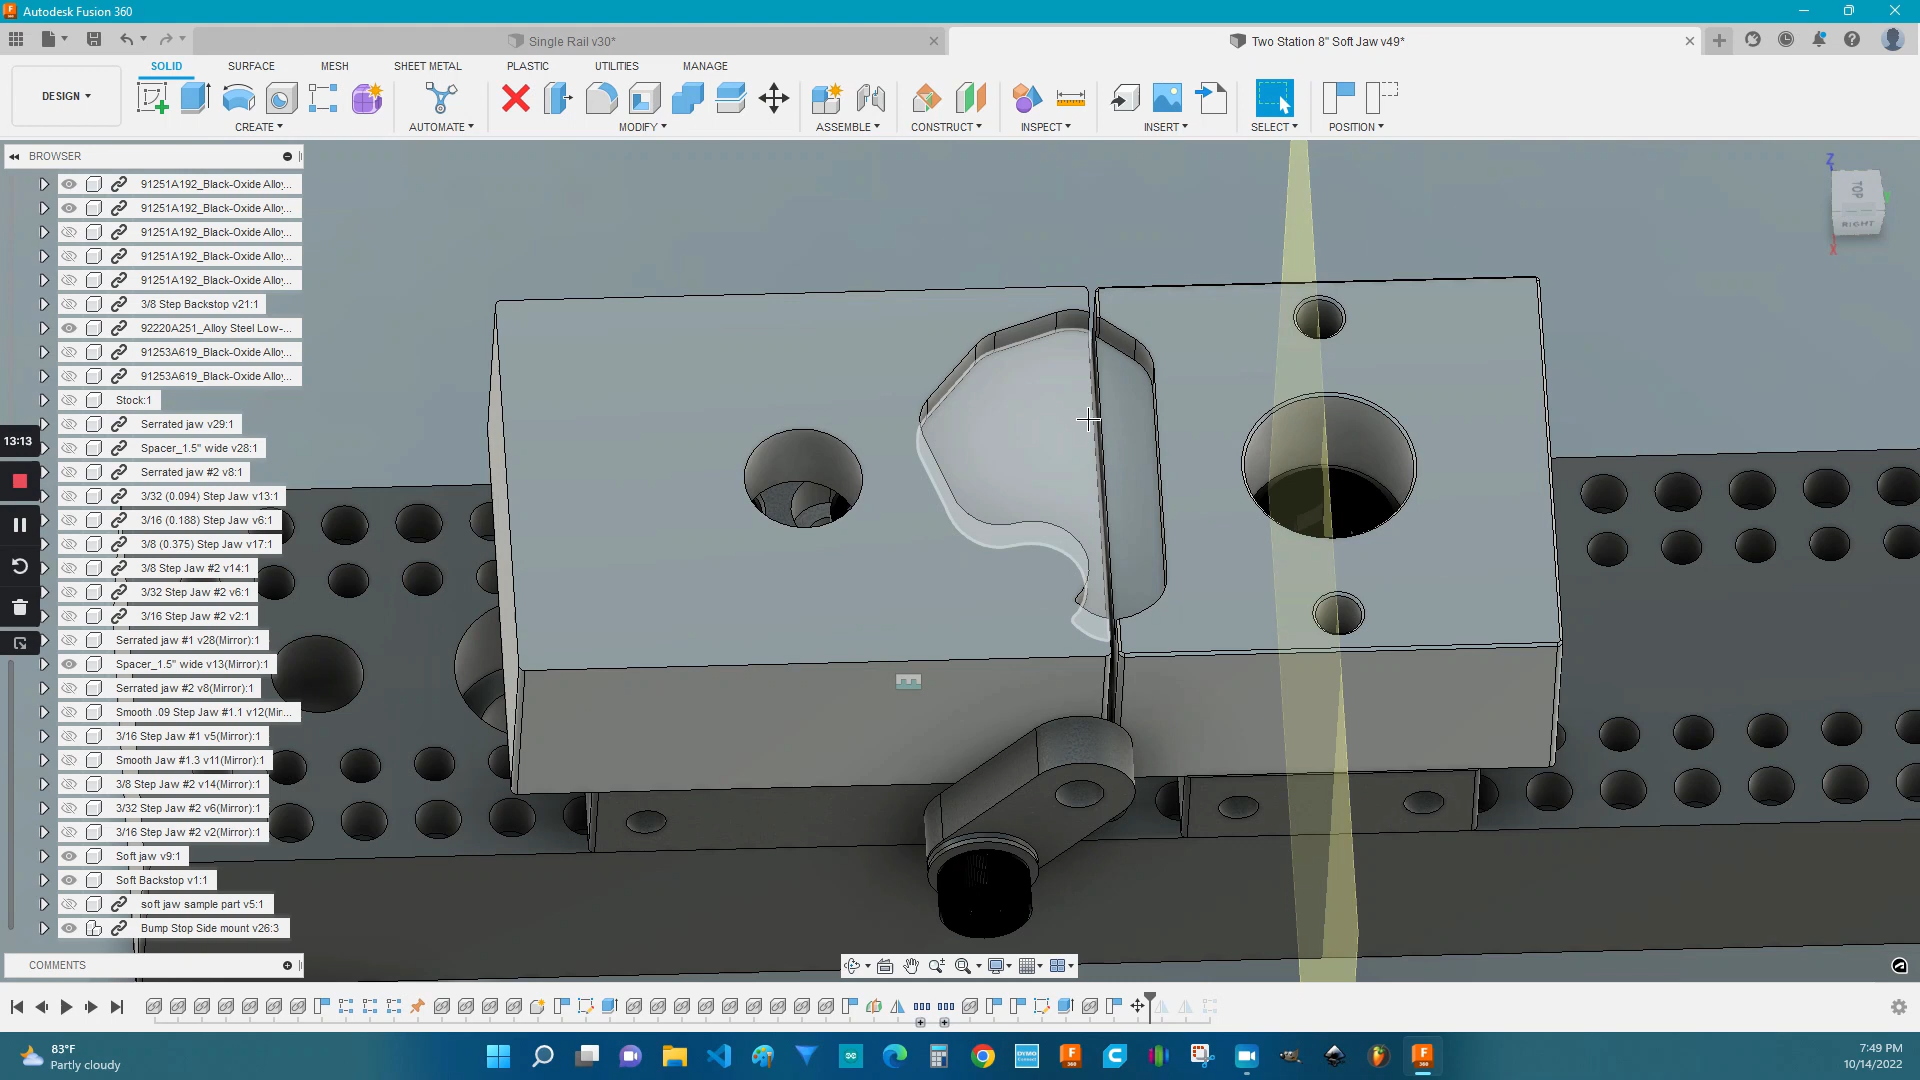 Autodesk Fusion 360
Single Rail v30*
Two Station 8" Soft Jaw v49*
SOLID SURFACE MESH SHEET METAL PLASTIC UTILITIES MANAGE
DESIGN
CREATE AUTOMATE MODIFY ASSEMBLE CONSTRUCT INSPECT INSERT SELECT POSITION
BROWSER
91251A192_Black-Oxide Alloy...
91251A192_Black-Oxide Alloy...
91251A192_Black-Oxide Alloy...
91251A192_Black-Oxide Alloy...
91251A192_Black-Oxide Alloy...
3/8 Step Backstop v21:1
92220A251_Alloy Steel Low-...
91253A619_Black-Oxide Alloy...
91253A619_Black-Oxide Alloy...
Stock:1
Serrated jaw v29:1
13:13
Spacer_1.5" wide v28:1
Serrated jaw #2 v8:1
3/32 (0.094) Step Jaw v13:1
3/16 (0.188) Step Jaw v6:1
3/8 (0.375) Step Jaw v17:1
3/8 Step Jaw #2 v14:1
3/32 Step Jaw #2 v6:1
3/16 Step Jaw #2 v2:1
Serrated jaw #1 v28(Mirror):1
Spacer_1.5" wide v13(Mirror):1
Serrated jaw #2 v8(Mirror):1
Smooth .09 Step Jaw #1.1 v12(Mir...
3/16 Step Jaw #1 v5(Mirror):1
Smooth Jaw #1.3 v11(Mirror):1
3/8 Step Jaw #2 v14(Mirror):1
3/32 Step Jaw #2 v6(Mirror):1
3/16 Step Jaw #2 v2(Mirror):1
Soft jaw v9:1
Soft Backstop v1:1
soft jaw sample part v5:1
Bump Stop Side mount v26:3
COMMENTS
Z
TOP
RIGHT
X
83°F
Partly cloudy
7:49 PM
10/14/2022